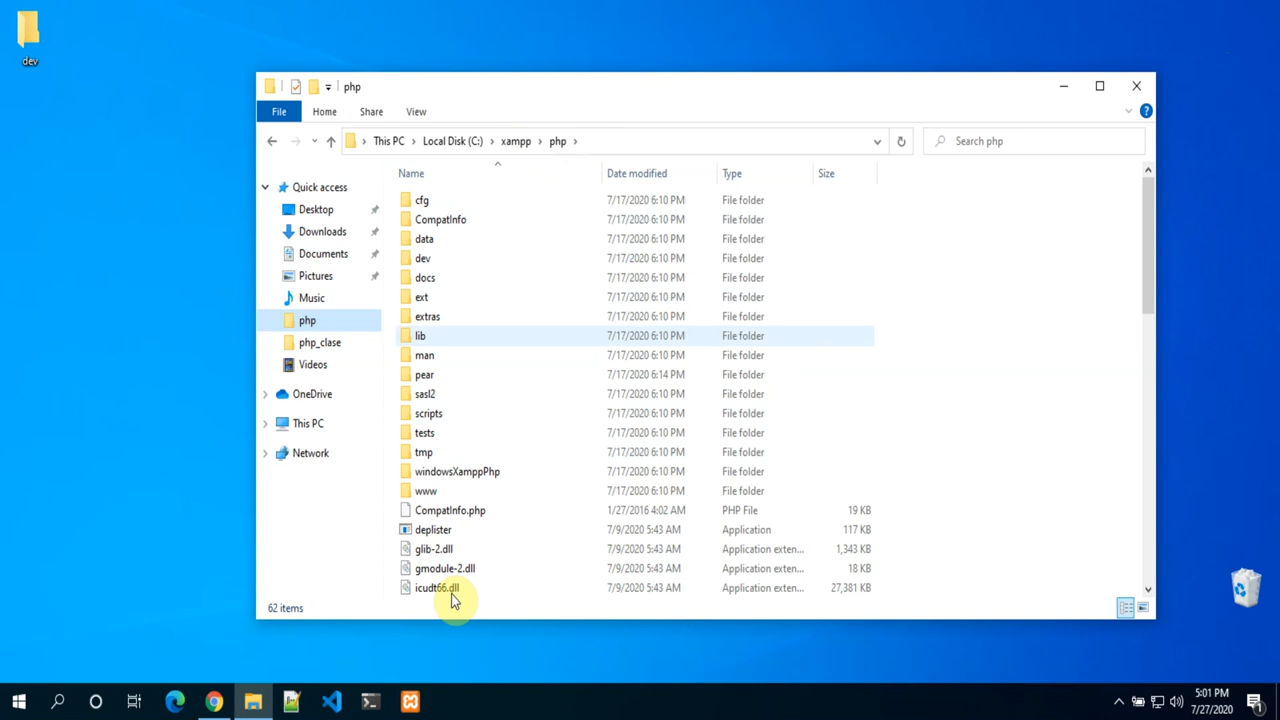 dev
php
File Home Share View
This PC Local Disk (C:) xampp php
Search php
Name Date modified Type Size
Quick access
Desktop
Downloads
Documents
Pictures
Music
php
php_clase
Videos
OneDrive
This PC
Network
cfg 7/17/2020 6:10 PM File folder
CompatInfo 7/17/2020 6:10 PM File folder
data 7/17/2020 6:10 PM File folder
dev 7/17/2020 6:10 PM File folder
docs 7/17/2020 6:10 PM File folder
ext 7/17/2020 6:10 PM File folder
extras 7/17/2020 6:10 PM File folder
lib 7/17/2020 6:10 PM File folder
man 7/17/2020 6:10 PM File folder
pear 7/17/2020 6:14 PM File folder
sasl2 7/17/2020 6:10 PM File folder
scripts 7/17/2020 6:10 PM File folder
tests 7/17/2020 6:10 PM File folder
tmp 7/17/2020 6:10 PM File folder
windowsXamppPhp 7/17/2020 6:10 PM File folder
www 7/17/2020 6:10 PM File folder
CompatInfo.php 1/27/2016 4:02 AM PHP File 19 KB
deplister 7/9/2020 5:43 AM Application 117 KB
glib-2.dll 7/9/2020 5:43 AM Application exten... 1,343 KB
gmodule-2.dll 7/9/2020 5:43 AM Application exten... 18 KB
icudt66.dll 7/9/2020 5:43 AM Application exten... 27,381 KB
62 items
5:01 PM
7/27/2020
1